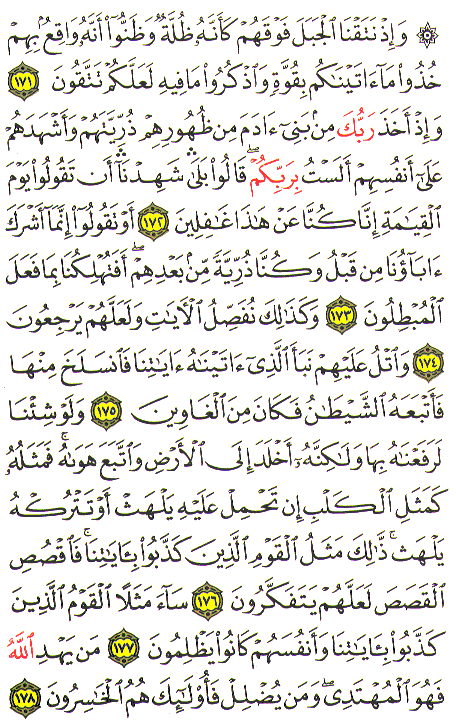 ۞ وَإِذْ نَتَقْنَا ٱلْجَبَلَ فَوْقَهُمْ كَأَنَّهُۥ ظُلَّةٌ وَظَنُّوٓا۟ أَنَّهُۥ وَاقِعٌۢ بِهِمْ
خُذُوا۟ مَآ ءَاتَيْنَٰكُم بِقُوَّةٍ وَٱذْكُرُوا۟ مَا فِيهِ لَعَلَّكُمْ تَتَّقُونَ ١٧١
وَإِذْ أَخَذَ رَبُّكَ مِنۢ بَنِىٓ ءَادَمَ مِن ظُهُورِهِمْ ذُرِّيَّتَهُمْ وَأَشْهَدَهُمْ
عَلَىٰٓ أَنفُسِهِمْ أَلَسْتُ بِرَبِّكُمْ ۖ قَالُوا۟ بَلَىٰ ۛ شَهِدْنَآ ۛ أَن تَقُولُوا۟ يَوْمَ
ٱلْقِيَٰمَةِ إِنَّا كُنَّا عَنْ هَٰذَا غَٰفِلِينَ ١٧٢ أَوْ تَقُولُوٓا۟ إِنَّمَآ أَشْرَكَ
ءَابَآؤُنَا مِن قَبْلُ وَكُنَّا ذُرِّيَّةً مِّنۢ بَعْدِهِمْ ۖ أَفَتُهْلِكُنَا بِمَا فَعَلَ
ٱلْمُبْطِلُونَ ١٧٣ وَكَذَٰلِكَ نُفَصِّلُ ٱلْءَايَٰتِ وَلَعَلَّهُمْ يَرْجِعُونَ
١٧٤ وَٱتْلُ عَلَيْهِمْ نَبَأَ ٱلَّذِىٓ ءَاتَيْنَٰهُ ءَايَٰتِنَا فَٱنسَلَخَ مِنْهَا
فَأَتْبَعَهُ ٱلشَّيْطَٰنُ فَكَانَ مِنَ ٱلْغَاوِينَ ١٧٥ وَلَوْ شِئْنَا
لَرَفَعْنَٰهُ بِهَا وَلَٰكِنَّهُۥٓ أَخْلَدَ إِلَى ٱلْأَرْضِ وَٱتَّبَعَ هَوَىٰهُ ۚ فَمَثَلُهُۥ
كَمَثَلِ ٱلْكَلْبِ إِن تَحْمِلْ عَلَيْهِ يَلْهَثْ أَوْ تَتْرُكْهُ
يَلْهَث ۚ ذَّٰلِكَ مَثَلُ ٱلْقَوْمِ ٱلَّذِينَ كَذَّبُوا۟ بِـَٔايَٰتِنَا ۚ فَٱقْصُصِ
ٱلْقَصَصَ لَعَلَّهُمْ يَتَفَكَّرُونَ ١٧٦ سَآءَ مَثَلًا ٱلْقَوْمُ ٱلَّذِينَ
كَذَّبُوا۟ بِـَٔايَٰتِنَا وَأَنفُسَهُمْ كَانُوا۟ يَظْلِمُونَ ١٧٧ مَن يَهْدِ ٱللَّهُ
فَهُوَ ٱلْمُهْتَدِى ۖ وَمَن يُضْلِلْ فَأُو۟لَٰٓئِكَ هُمُ ٱلْخَٰسِرُونَ ١٧٨